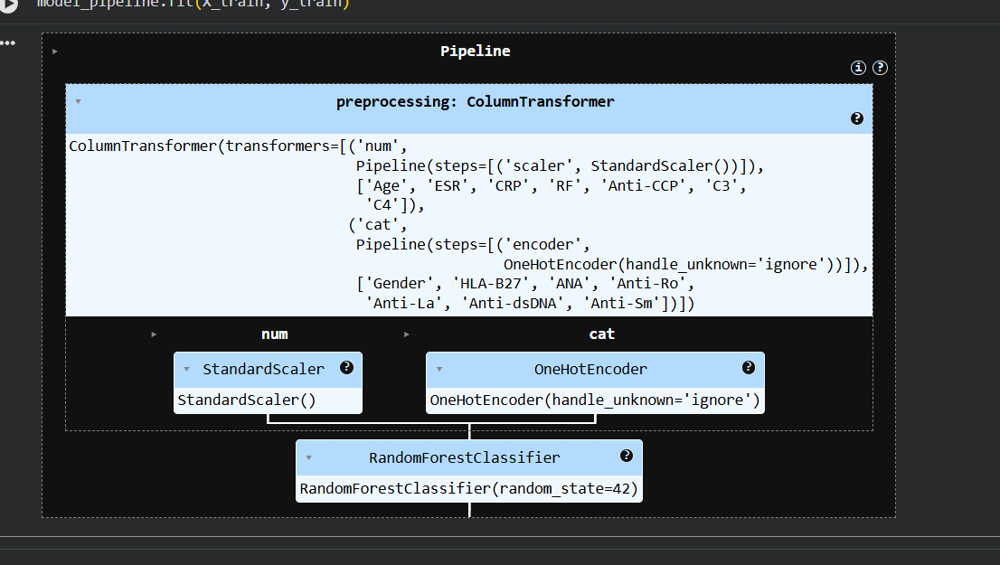 model_pipeline.fit(X_train, y_train)
Pipeline
i ?
preprocessing: ColumnTransformer
?
ColumnTransformer(transformers=[('num',
Pipeline(steps=[('scaler', StandardScaler())]),
['Age', 'ESR', 'CRP', 'RF', 'Anti-CCP', 'C3',
'C4']),
('cat',
Pipeline(steps=[('encoder',
OneHotEncoder(handle_unknown='ignore'))]),
['Gender', 'HLA-B27', 'ANA', 'Anti-Ro',
'Anti-La', 'Anti-dsDNA', 'Anti-Sm'])])
num cat
StandardScaler ? OneHotEncoder ?
StandardScaler() OneHotEncoder(handle_unknown='ignore')
RandomForestClassifier ?
RandomForestClassifier(random_state=42)